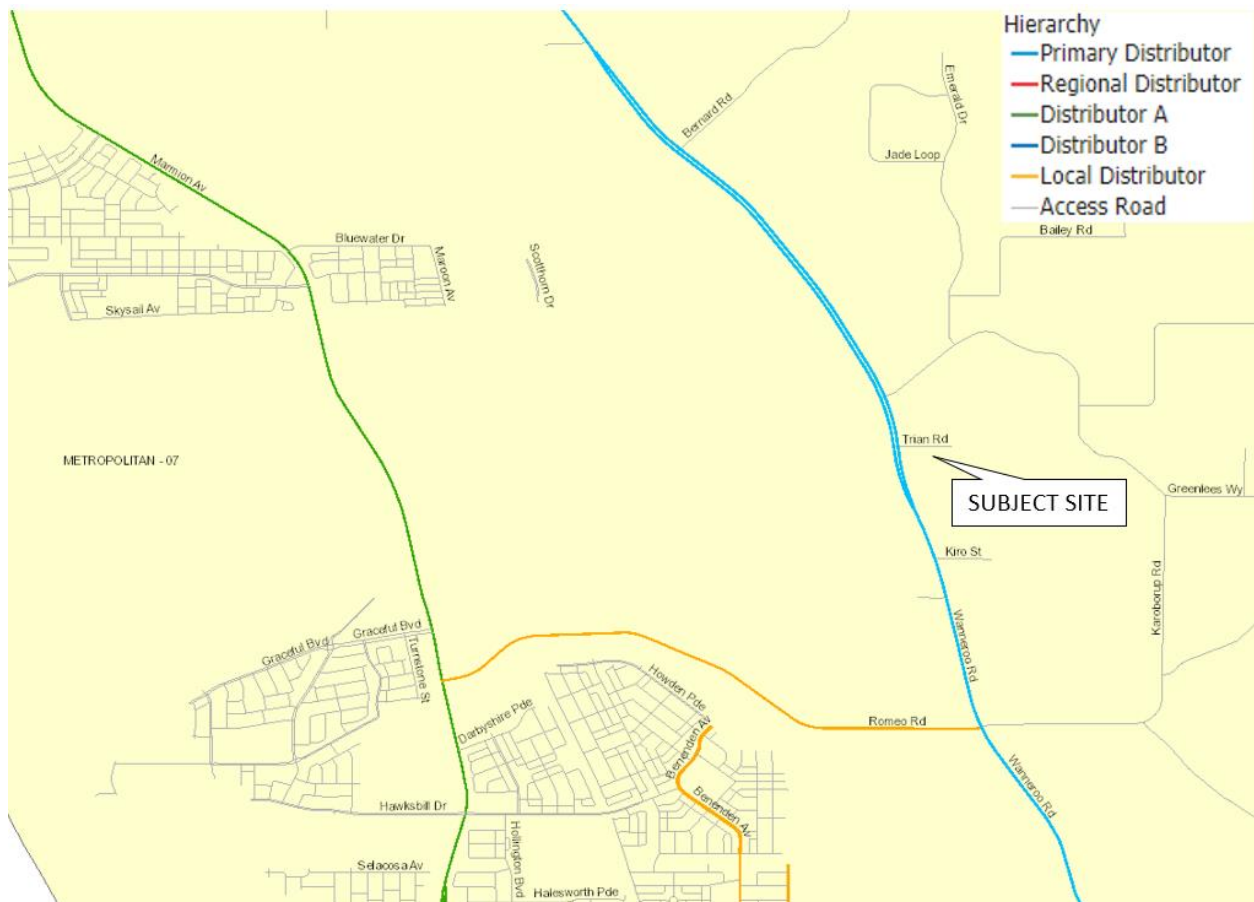 Hierarchy
Primary Distributor
Regional Distributor
Distributor A
Distributor B
Local Distributor
Access Road
Emerald Dr
Bernard Rd
Jade Loop
Marmion Av
Bailey Rd
Bluewater Dr
Maroon Av
Scotthorn Dr
Skysail Av
Trian Rd
METROPOLITAN - 07
Greenlees Wy
SUBJECT SITE
Kiro St
Karoborup Rd
Wanneroo Rd
Graceful Bvd
Graceful Bvd
Turnstone St
Howden Pde
Romeo Rd
Darbyshire Pde
Benenden Av
Wanneroo Rd
Benenden Av
Hawksbill Dr
Hollington Bvd
Selacosa Av
Halesworth Pde